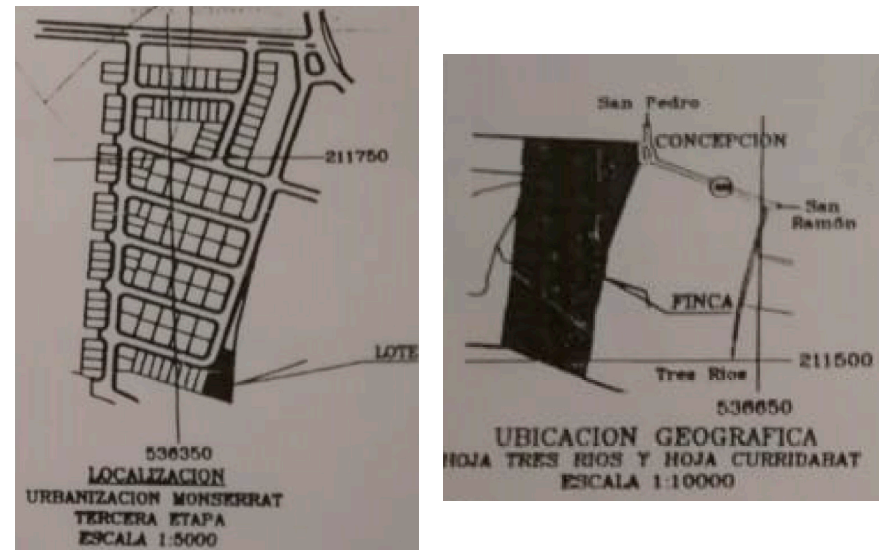 211750
LOTE
536350
LOCALIZACION
URBANIZACION MONSERRAT
TERCERA ETAPA
ESCALA 1:5000
San Pedro
CONCEPCION
San
Ramón
FINCA
211500
Tres Rios
536650
UBICACION GEOGRAFICA
HOJA TRES RIOS Y HOJA CURRIDABAT
ESCALA 1:10000